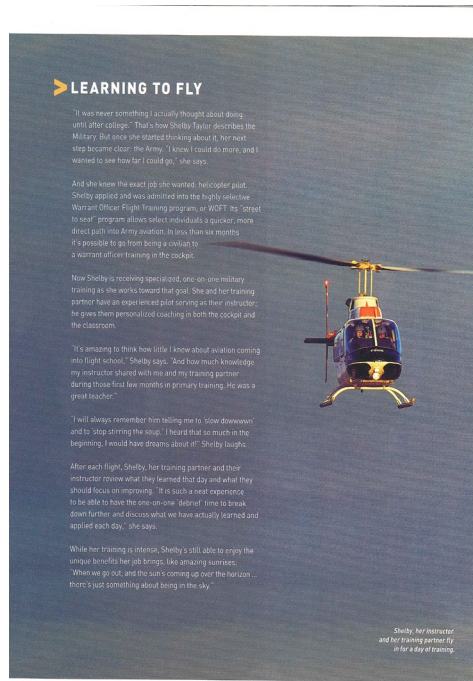 > LEARNING TO FLY
"It was never something I actually thought about doing
until after college." That's how Shelby Taylor describes the
Military. But once she started thinking about it, her next
step became clear: the Army. "I knew I could do more, and I
wanted to see how far I could go," she says.
And she knew the exact job she wanted: helicopter pilot.
Shelby applied and was admitted into the highly selective
Warrant Officer Flight Training program, or WOFT. Its "street
to seat" program allows select individuals a quicker, more
direct path into Army aviation. In less than six months
it's possible to go from being a civilian to
a warrant officer training in the cockpit.
Now Shelby is receiving specialized, one-on-one military
training as she works toward that goal. She and her training
partner have an experienced pilot serving as their instructor;
he gives them personalized coaching in both the cockpit and
the classroom.
"It's amazing to think how little I knew about aviation coming
into flight school," Shelby says. "And how much knowledge
my instructor shared with me and my training partner
during those first few months in primary training. He was a
great teacher."
"I will always remember him telling me to 'slow dowwwwn'
and to 'stop stirring the soup.' I heard that so much in the
beginning, I would have dreams about it!" Shelby laughs.
After each flight, Shelby, her training partner and their
instructor review what they learned that day and what they
should focus on improving. "It is such a neat experience
to be able to have the one-on-one 'debrief' time to break
down further and discuss what we have actually learned and
applied each day," she says.
While her training is intense, Shelby's still able to enjoy the
unique benefits her job brings, like amazing sunrises.
"When we go out, and the sun's coming up over the horizon ...
there's just something about being in the sky."
Shelby, her instructor
and her training partner fly
in for a day of training.